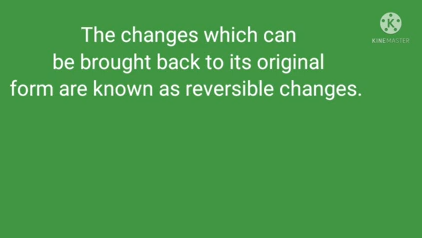 The changes which can
be brought back to its original
form are known as reversible changes.
K
KINEMASTER